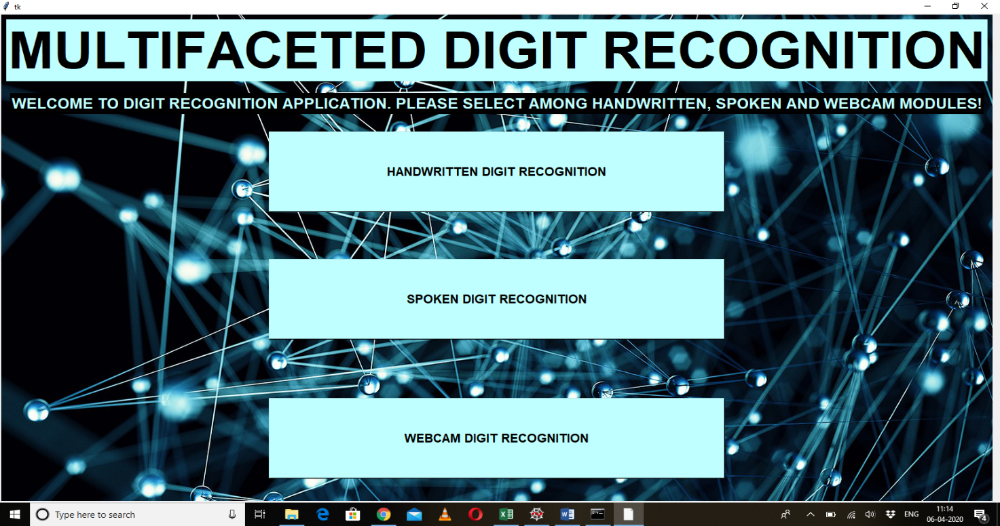 tk
MULTIFACETED DIGIT RECOGNITION
WELCOME TO DIGIT RECOGNITION APPLICATION. PLEASE SELECT AMONG HANDWRITTEN, SPOKEN AND WEBCAM MODULES!
HANDWRITTEN DIGIT RECOGNITION
SPOKEN DIGIT RECOGNITION
WEBCAM DIGIT RECOGNITION
Type here to search
ENG
11:14
06-04-2020
4